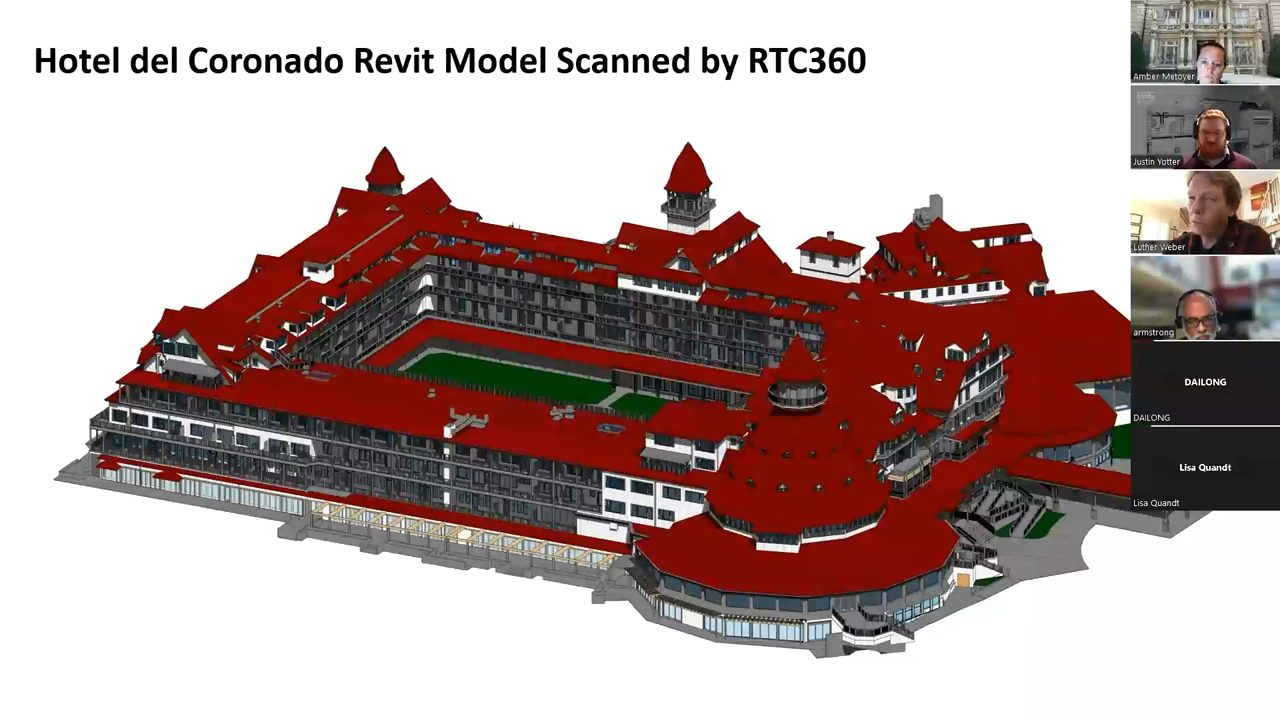 Hotel del Coronado Revit Model Scanned by RTC360
Amber Metoyer
Justin Yotter
Luther Weber
armstrong
DAILONG
DAILONG
Lisa Quandt
Lisa Quandt